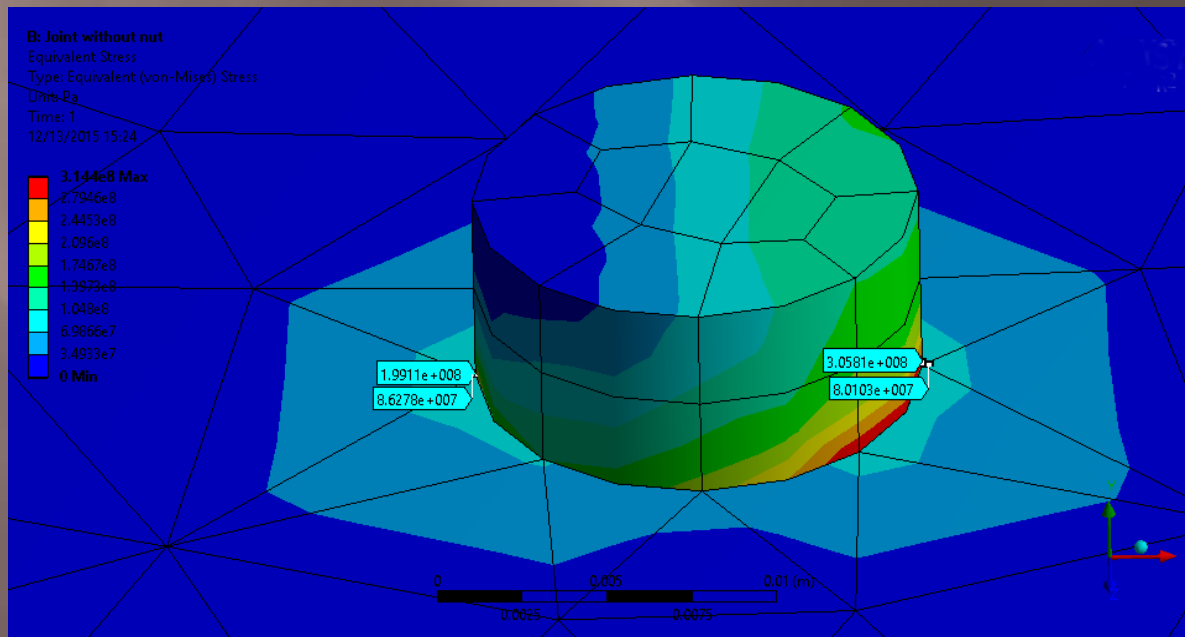 B: Joint without nut
Equivalent Stress
Type: Equivalent (von-Mises) Stress
Unit: Pa
Time: 1
12/13/2015 15:24
3.144e8 Max
2.7946e8
2.4453e8
2.096e8
1.7467e8
1.3973e8
1.048e8
6.9866e7
3.4933e7
0 Min
1.9911e+008
8.6278e+007
3.0581e+008
8.0103e+007
Y
0
0.005
0.01 (m)
0.0025
0.0075